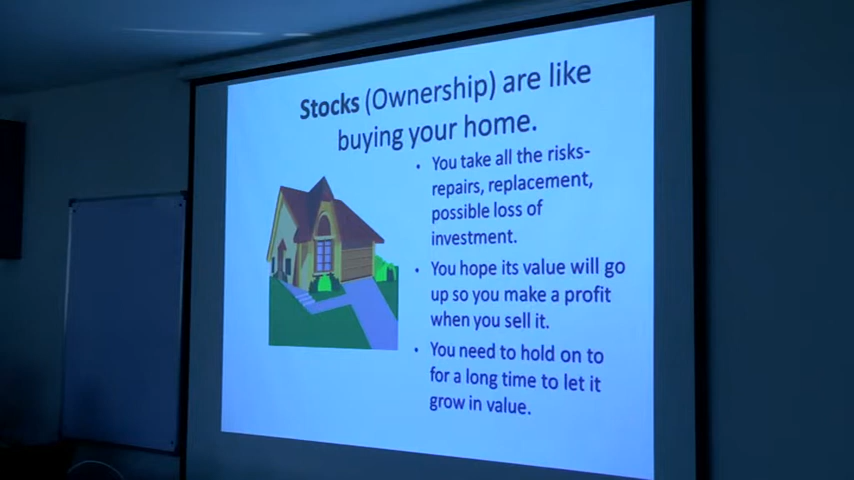 Stocks (Ownership) are like
buying your home.
• You take all the risks-
repairs, replacement,
possible loss of
investment.
• You hope its value will go
up so you make a profit
when you sell it.
• You need to hold on to
for a long time to let it
grow in value.